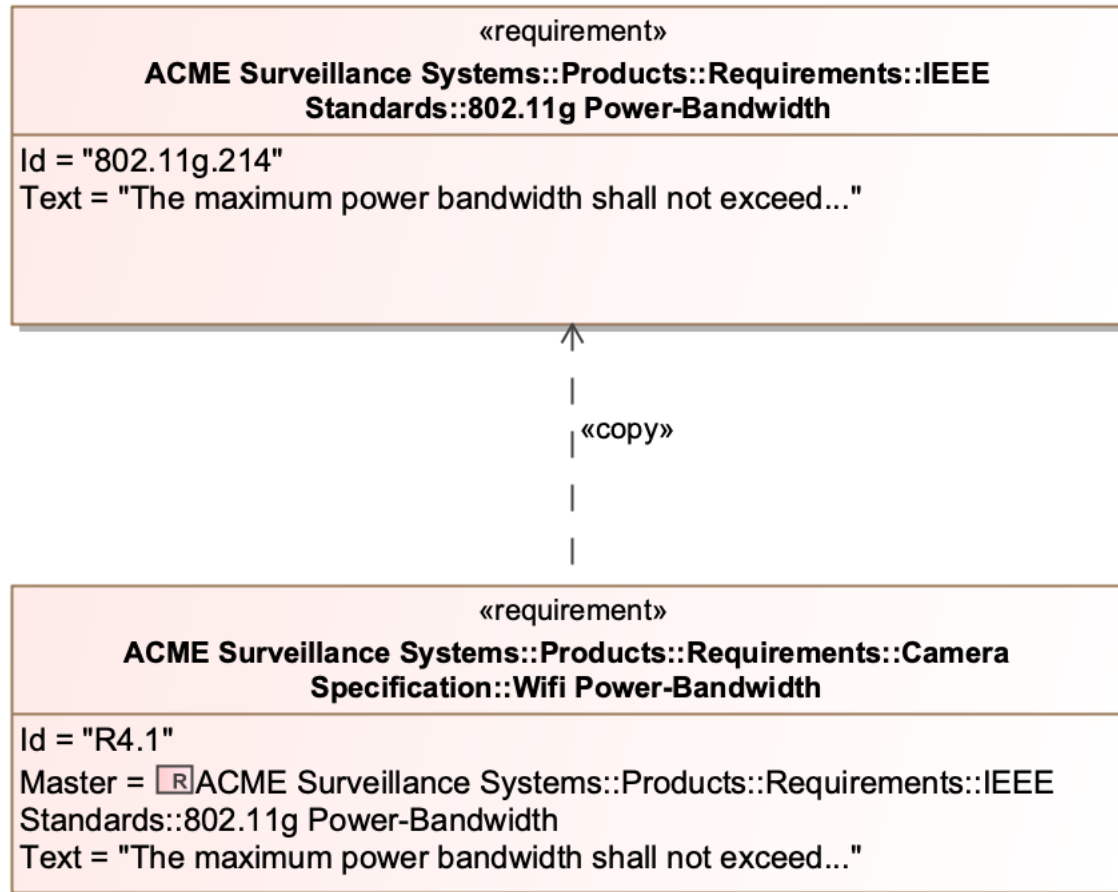 «requirement»
ACME Surveillance Systems::Products::Requirements::IEEE
Standards::802.11g Power-Bandwidth
Id = "802.11g.214"
Text = "The maximum power bandwidth shall not exceed..."
«copy»
«requirement»
ACME Surveillance Systems::Products::Requirements::Camera
Specification::Wifi Power-Bandwidth
Id = "R4.1"
Master = R ACME Surveillance Systems::Products::Requirements::IEEE
Standards::802.11g Power-Bandwidth
Text = "The maximum power bandwidth shall not exceed..."